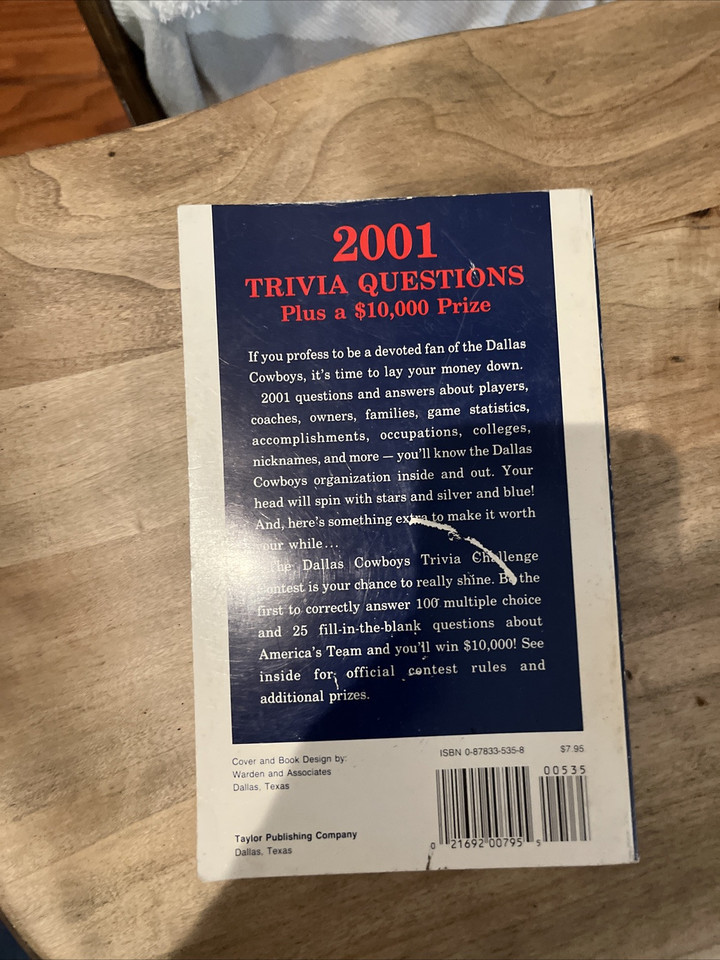 2001
TRIVIA QUESTIONS
Plus a $10,000 Prize
If you profess to be a devoted fan of the Dallas
Cowboys, it's time to lay your money down.
2001 questions and answers about players,
coaches, owners, families, game statistics,
accomplishments, occupations, colleges,
nicknames, and more — you'll know the Dallas
Cowboys organization inside and out. Your
head will spin with stars and silver and blue!
And, here's something extra to make it worth
your while...
The Dallas Cowboys Trivia Challenge
Contest is your chance to really shine. Be the
first to correctly answer 100 multiple choice
and 25 fill-in-the-blank questions about
America's Team and you'll win $10,000! See
inside for official contest rules and
additional prizes.
Cover and Book Design by:
Warden and Associates
Dallas, Texas
Taylor Publishing Company
Dallas, Texas
ISBN 0-87833-535-8 $7.95
00535
0 21692 00795 5